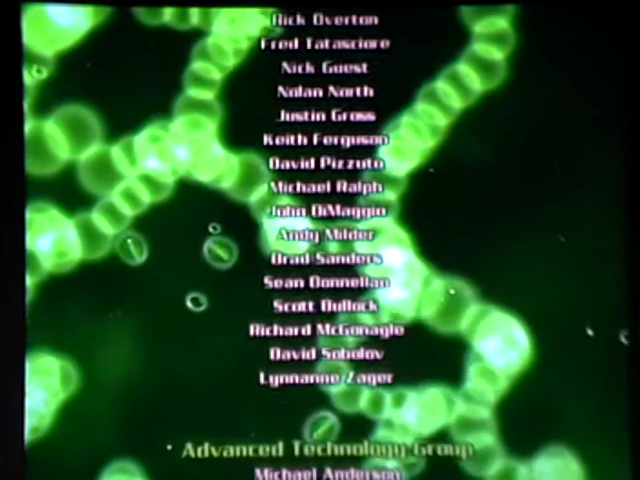 Rick Overton
Fred Tatasciore
Nick Guest
Nolan North
Justin Gross
Keith Ferguson
David Pizzuto
Michael Ralph
John DiMaggio
Andy Milder
Brad Sanders
Sean Donnellan
Scott Bullock
Richard McGonagle
David Sobolov
Lynnanne Zager
Advanced Technology Group
Michael Anderson